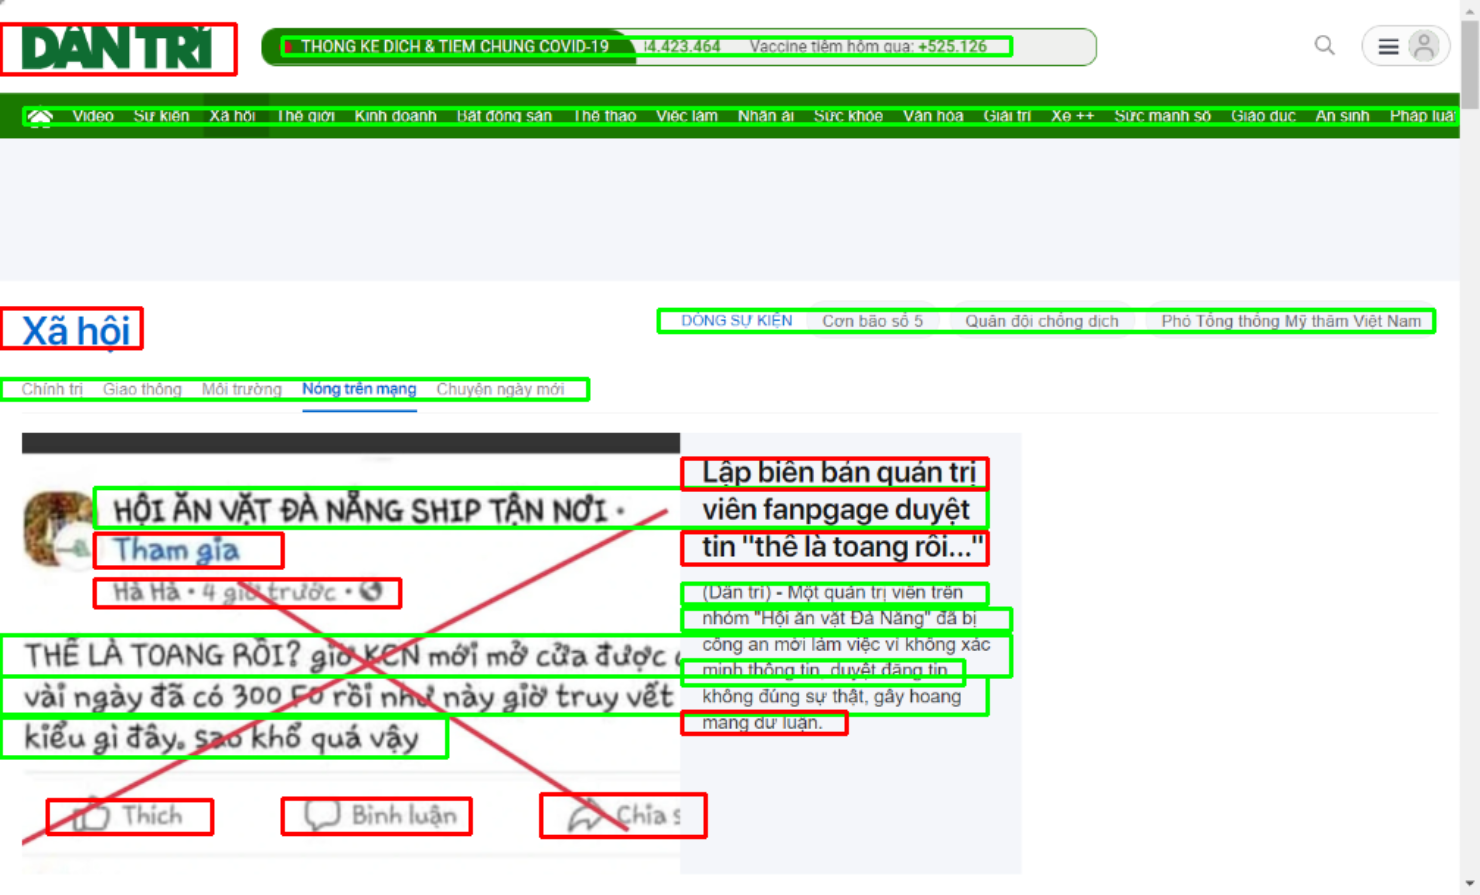 DÂN TRÍ
THỐNG KÊ DỊCH & TIÊM CHỦNG COVID-19 34.423.464 Vaccine tiêm hôm qua: +525.126
Video Sự kiện Xã hội Thế giới Kinh doanh Bất động sản Thể thao Việc làm Nhân ái Sức khỏe Văn hóa Giải trí Xe ++ Sức mạnh số Giáo dục An sinh Pháp luật
Xã hội
DÒNG SỰ KIỆN Cơn bão số 5 Quân đội chống dịch Phó Tổng thống Mỹ thăm Việt Nam
Chính trị Giao thông Môi trường Nóng trên mạng Chuyện ngày mới
HỘI ĂN VẶT ĐÀ NẴNG SHIP TẬN NƠI ·
Tham gia
Hà Hà · 4 giờ trước ·
THẾ LÀ TOANG RỒI? giờ KCN mới mở cửa được
vài ngày đã có 300 F0 rồi như này giờ truy vết
kiểu gì đây. sao khổ quá vậy
Thích Bình luận Chia s
Lập biên bản quản trị
viên fanpgage duyệt
tin "thế là toang rồi..."
(Dân trí) - Một quản trị viên trên
nhóm "Hội ăn vặt Đà Nẵng" đã bị
công an mời làm việc vì không xác
minh thông tin, duyệt đăng tin
không đúng sự thật, gây hoang
mang dư luận.